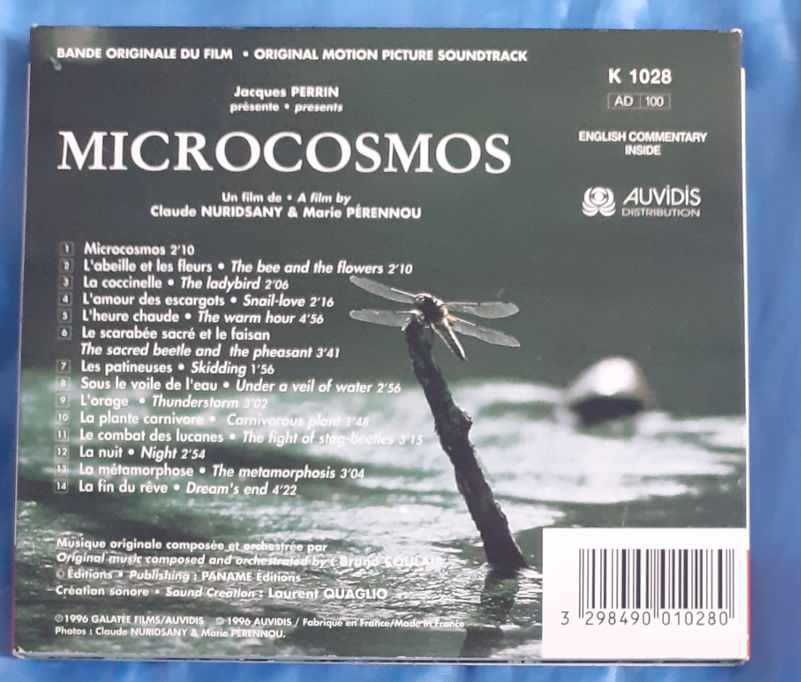 BANDE ORIGINALE DU FILM • ORIGINAL MOTION PICTURE SOUNDTRACK
K 1028
AD 100
Jacques PERRIN
présente • presents
ENGLISH COMMENTARY
INSIDE
MICROCOSMOS
AUVIDIS
DISTRIBUTION
Un film de • A film by
Claude NURIDSANY & Marie PÉRENNOU
1 Microcosmos 2'10
2 L'abeille et les fleurs • The bee and the flowers 2'10
3 La coccinelle • The ladybird 2'06
4 L'amour des escargots • Snail-love 2'16
5 L'heure chaude • The warm hour 4'56
6 Le scarabée sacré et le faisan
The sacred beetle and the pheasant 3'41
7 Les patineuses • Skidding 1'56
8 Sous le voile de l'eau • Under a veil of water 2'56
9 L'orage • Thunderstorm 3'02
10 La plante carnivore • Carnivorous plant 1'48
11 Le combat des lucanes • The fight of stag-beetles 3'15
12 La nuit • Night 2'54
13 La métamorphose • The metamorphosis 3'04
14 La fin du rêve • Dream's end 4'22
Musique originale composée et orchestrée par
Original music composed and orchestrated by : Bruno COULAIS
© Éditions • Publishing : PANAME Éditions
Création sonore • Sound Creation : Laurent QUAGLIO
©1996 GALATÉE FILMS/AUVIDIS ℗ 1996 AUVIDIS / Fabriqué en France/Made in France
Photos : Claude NURIDSANY & Marie PÉRENNOU.
3 298490 010280